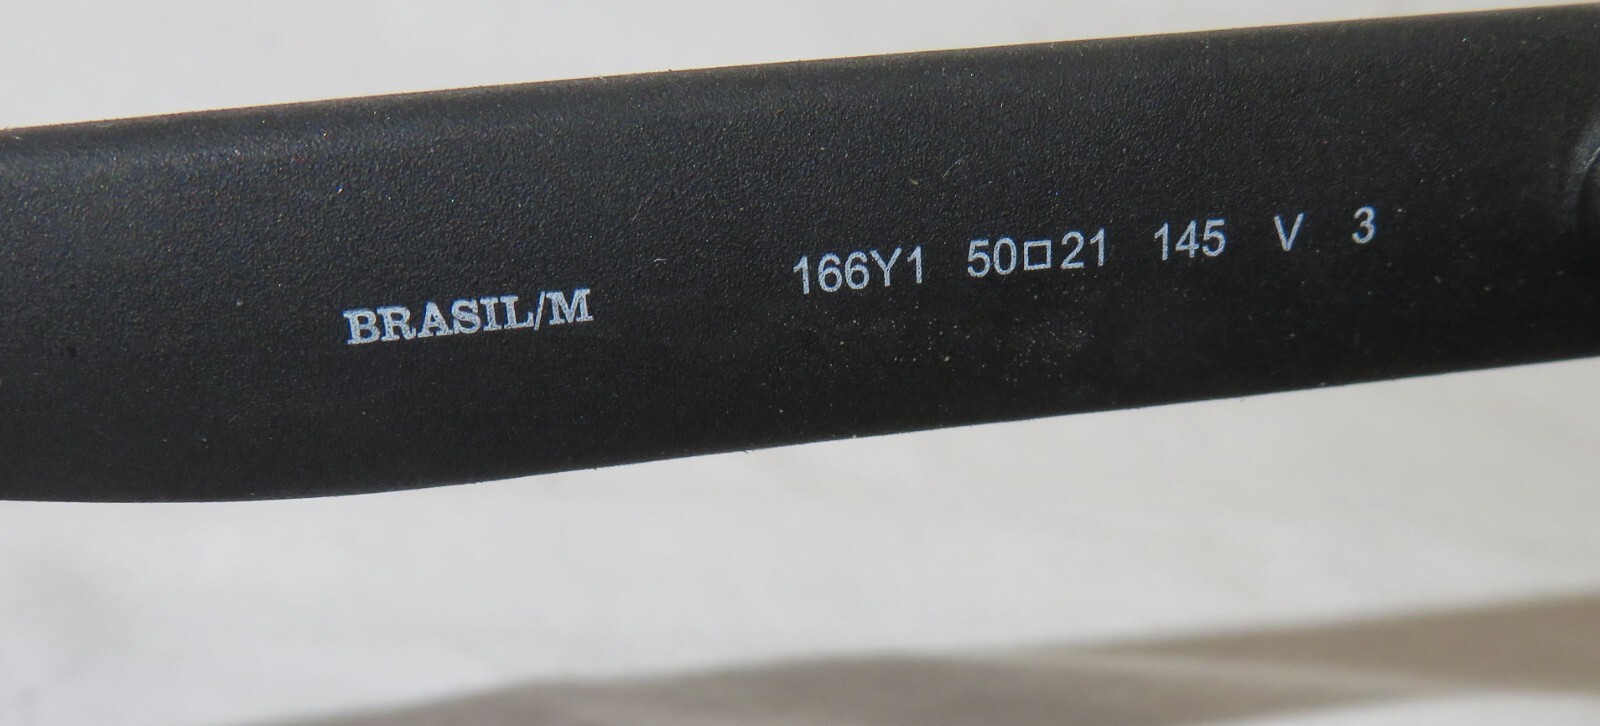 BRASIL/M 166Y1 50□21 145 V 3